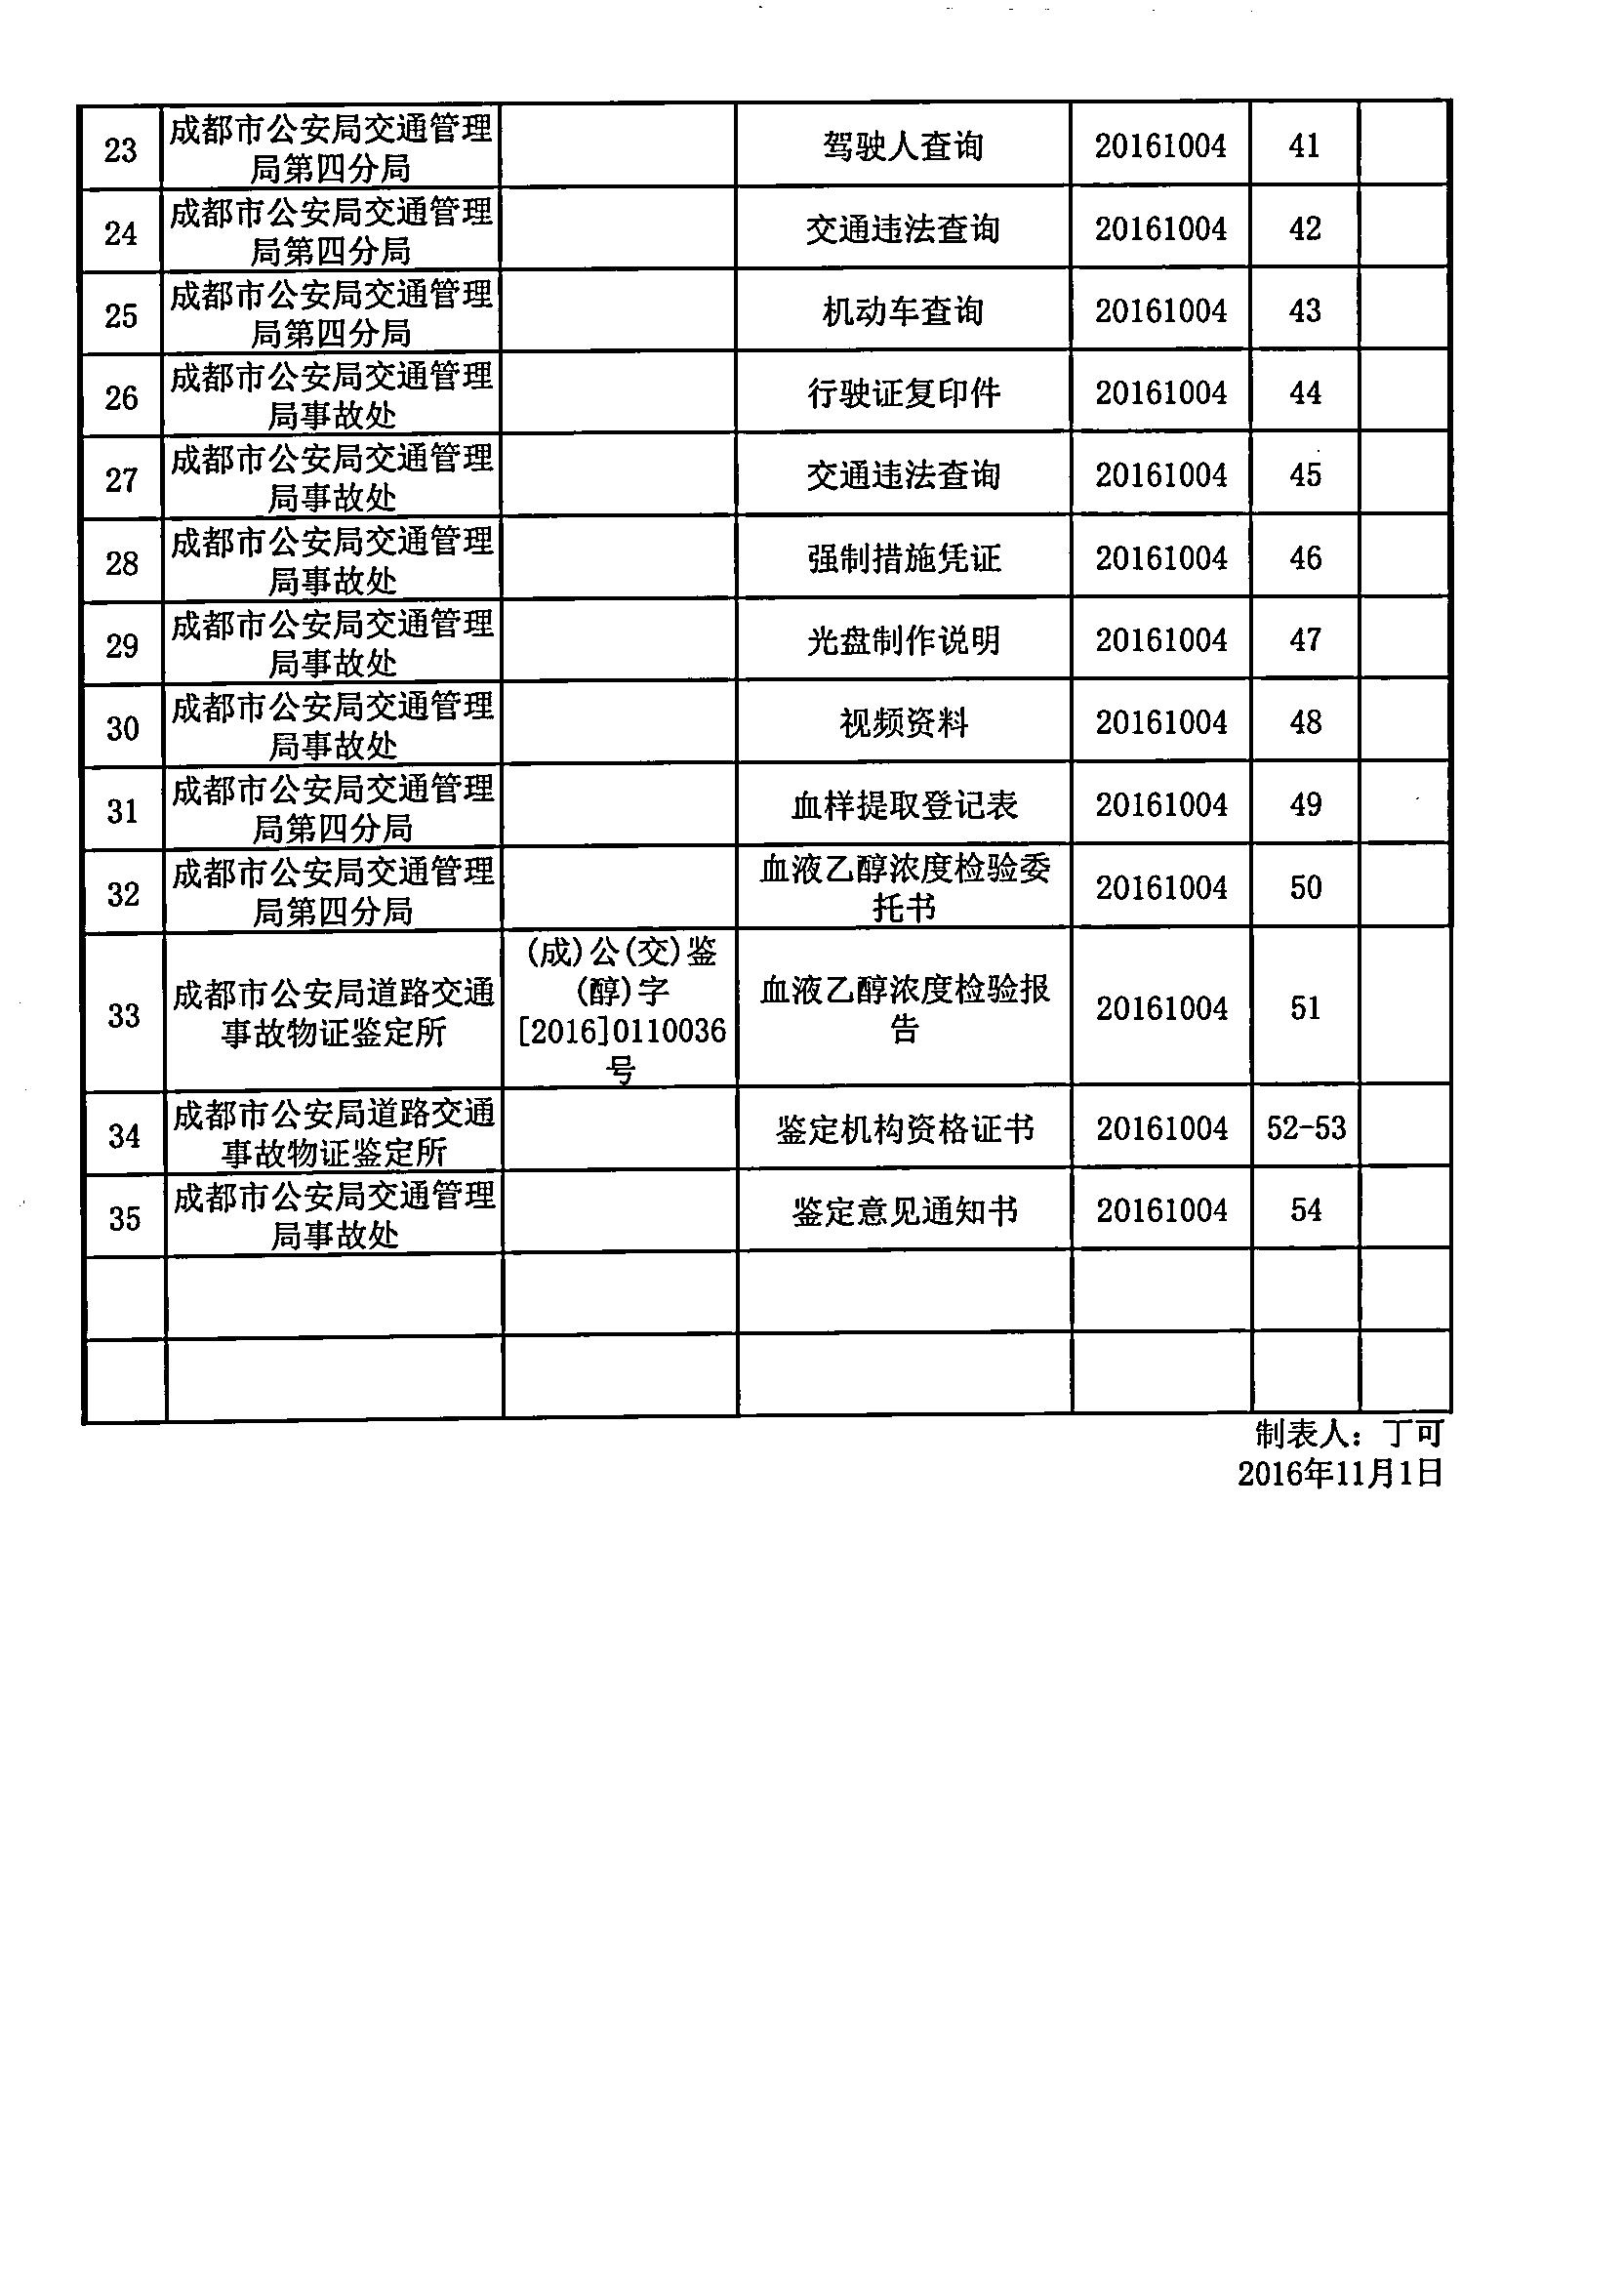 23 成都市公安局交通管理局第四分局 驾驶人查询 20161004 41
24 成都市公安局交通管理局第四分局 交通违法查询 20161004 42
25 成都市公安局交通管理局第四分局 机动车查询 20161004 43
26 成都市公安局交通管理局事故处 行驶证复印件 20161004 44
27 成都市公安局交通管理局事故处 交通违法查询 20161004 45
28 成都市公安局交通管理局事故处 强制措施凭证 20161004 46
29 成都市公安局交通管理局事故处 光盘制作说明 20161004 47
30 成都市公安局交通管理局事故处 视频资料 20161004 48
31 成都市公安局交通管理局第四分局 血样提取登记表 20161004 49
32 成都市公安局交通管理局第四分局 血液乙醇浓度检验委托书 20161004 50
33 成都市公安局道路交通事故物证鉴定所 (成)公(交)鉴(醇)字[2016]0110036号 血液乙醇浓度检验报告 20161004 51
34 成都市公安局道路交通事故物证鉴定所 鉴定机构资格证书 20161004 52-53
35 成都市公安局交通管理局事故处 鉴定意见通知书 20161004 54
制表人：丁可
2016年11月1日